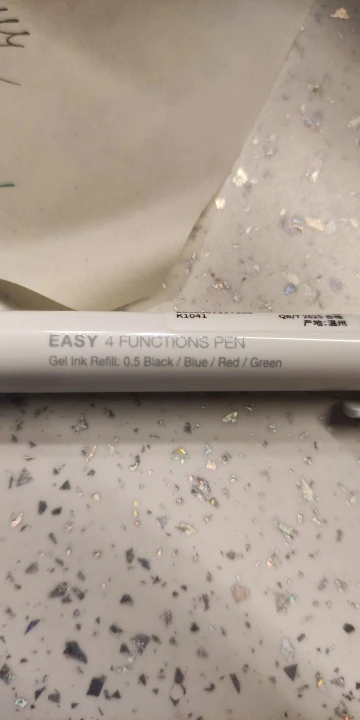 K1041
产地:温州
EASY 4 FUNCTIONS PEN
Gel Ink Refill: 0.5 Black / Blue / Red / Green